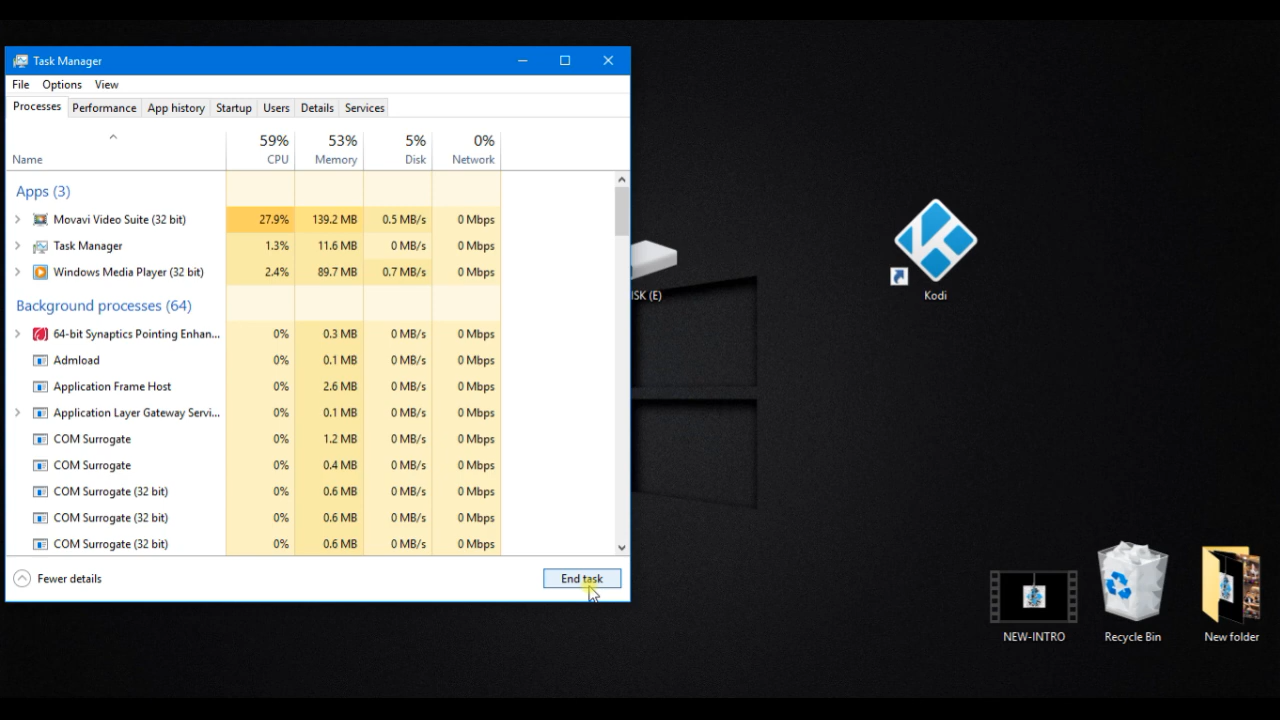 Task Manager
File Options View
Processes Performance App history Startup Users Details Services
59% 53% 5% 0%
Name CPU Memory Disk Network
Apps (3)
Movavi Video Suite (32 bit) 27.9% 139.2 MB 0.5 MB/s 0 Mbps
Task Manager 1.3% 11.6 MB 0 MB/s 0 Mbps
Windows Media Player (32 bit) 2.4% 89.7 MB 0.7 MB/s 0 Mbps
Background processes (64)
64-bit Synaptics Pointing Enhan... 0% 0.3 MB 0 MB/s 0 Mbps
Admload 0% 0.1 MB 0 MB/s 0 Mbps
Application Frame Host 0% 2.6 MB 0 MB/s 0 Mbps
Application Layer Gateway Servi... 0% 0.1 MB 0 MB/s 0 Mbps
COM Surrogate 0% 1.2 MB 0 MB/s 0 Mbps
COM Surrogate 0% 0.4 MB 0 MB/s 0 Mbps
COM Surrogate (32 bit) 0% 0.6 MB 0 MB/s 0 Mbps
COM Surrogate (32 bit) 0% 0.6 MB 0 MB/s 0 Mbps
COM Surrogate (32 bit) 0% 0.6 MB 0 MB/s 0 Mbps
Fewer details End task
ISK (E)
Kodi
NEW-INTRO
Recycle Bin
New folder